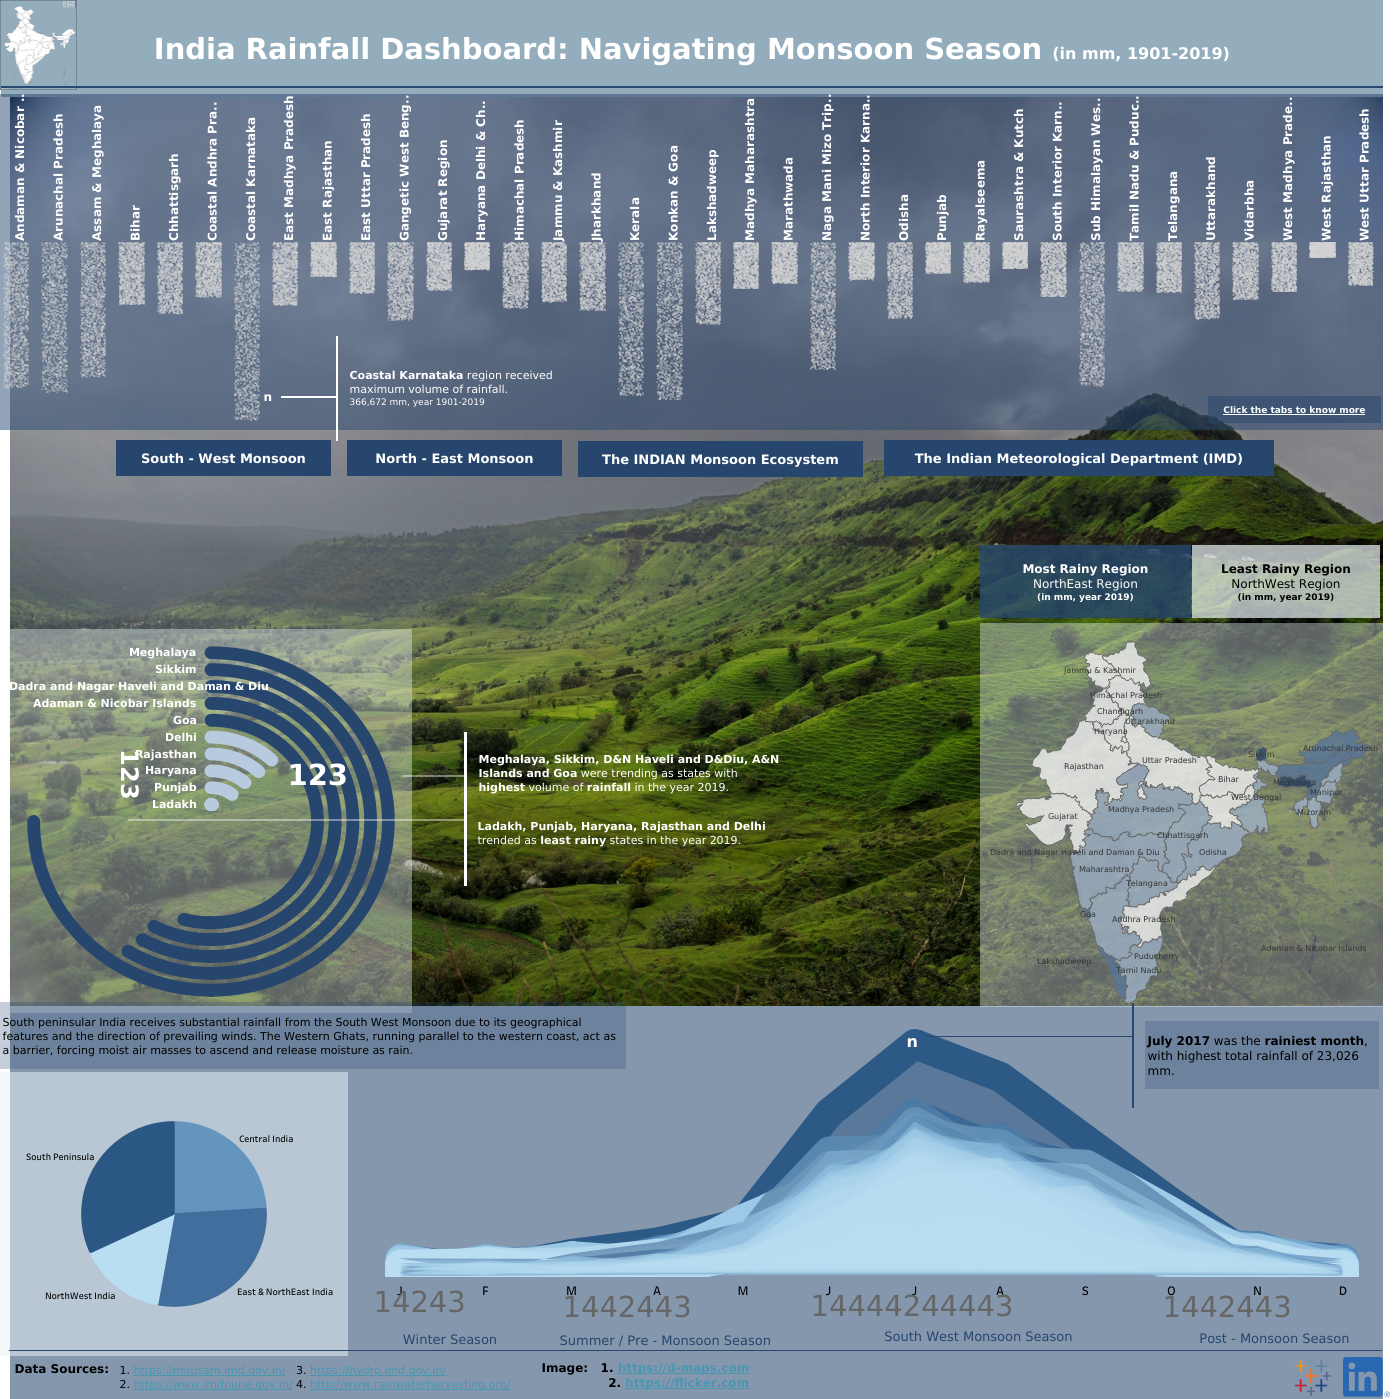 India Rainfall Dashboard: Navigating Monsoon Season (in mm, 1901-2019)
Andaman & Nicobar ..
Arunachal Pradesh
Assam & Meghalaya
Bihar
Chhattisgarh
Coastal Andhra Pra..
Coastal Karnataka
East Madhya Pradesh
East Rajasthan
East Uttar Pradesh
Gangetic West Beng..
Gujarat Region
Haryana Delhi & Ch..
Himachal Pradesh
Jammu & Kashmir
Jharkhand
Kerala
Konkan & Goa
Lakshadweep
Madhya Maharashtra
Marathwada
Naga Mani Mizo Trip..
North Interior Karna..
Odisha
Punjab
Rayalseema
Saurashtra & Kutch
South Interior Karn..
Sub Himalayan Wes..
Tamil Nadu & Puduc..
Telangana
Uttarakhand
Vidarbha
West Madhya Prade..
West Rajasthan
West Uttar Pradesh
n
Coastal Karnataka region received
maximum volume of rainfall.
366,672 mm, year 1901-2019
Click the tabs to know more
South - West Monsoon
North - East Monsoon
The INDIAN Monsoon Ecosystem
The Indian Meteorological Department (IMD)
Most Rainy Region
NorthEast Region
(in mm, year 2019)
Least Rainy Region
NorthWest Region
(in mm, year 2019)
Meghalaya
Sikkim
Dadra and Nagar Haveli and Daman & Diu
Adaman & Nicobar Islands
Goa
Delhi
Rajasthan
Haryana
Punjab
Ladakh
123
123
Meghalaya, Sikkim, D&N Haveli and D&Diu, A&N
Islands and Goa were trending as states with
highest volume of rainfall in the year 2019.
Ladakh, Punjab, Haryana, Rajasthan and Delhi
trended as least rainy states in the year 2019.
Jammu & Kashmir
Himachal Pradesh
Chandigarh
Uttarakhand
Haryana
Rajasthan
Uttar Pradesh
Sikkim
Arunachal Pradesh
Bihar
Meghalaya
Manipur
West Bengal
Mizoram
Gujarat
Madhya Pradesh
Chhattisgarh
Dadra and Nagar Haveli and Daman & Diu
Odisha
Maharashtra
Telangana
Goa
Andhra Pradesh
Adaman & Nicobar Islands
Lakshadweep
Puducherry
Tamil Nadu
South peninsular India receives substantial rainfall from the South West Monsoon due to its geographical
features and the direction of prevailing winds. The Western Ghats, running parallel to the western coast, act as
a barrier, forcing moist air masses to ascend and release moisture as rain.
Central India
South Peninsula
NorthWest India
East & NorthEast India
n
July 2017 was the rainiest month,
with highest total rainfall of 23,026
mm.
J F M A M J J A S O N D
14243
1442443
14444244443
1442443
Winter Season
Summer / Pre - Monsoon Season
South West Monsoon Season
Post - Monsoon Season
Data Sources:
1. https://mausam.imd.gov.in/ 3. https://hydro.imd.gov.in/
2. https://www.imdpune.gov.in/ 4. http://www.rainwaterharvesting.org/
Image: 1. https://d-maps.com
2. https://flicker.com
in